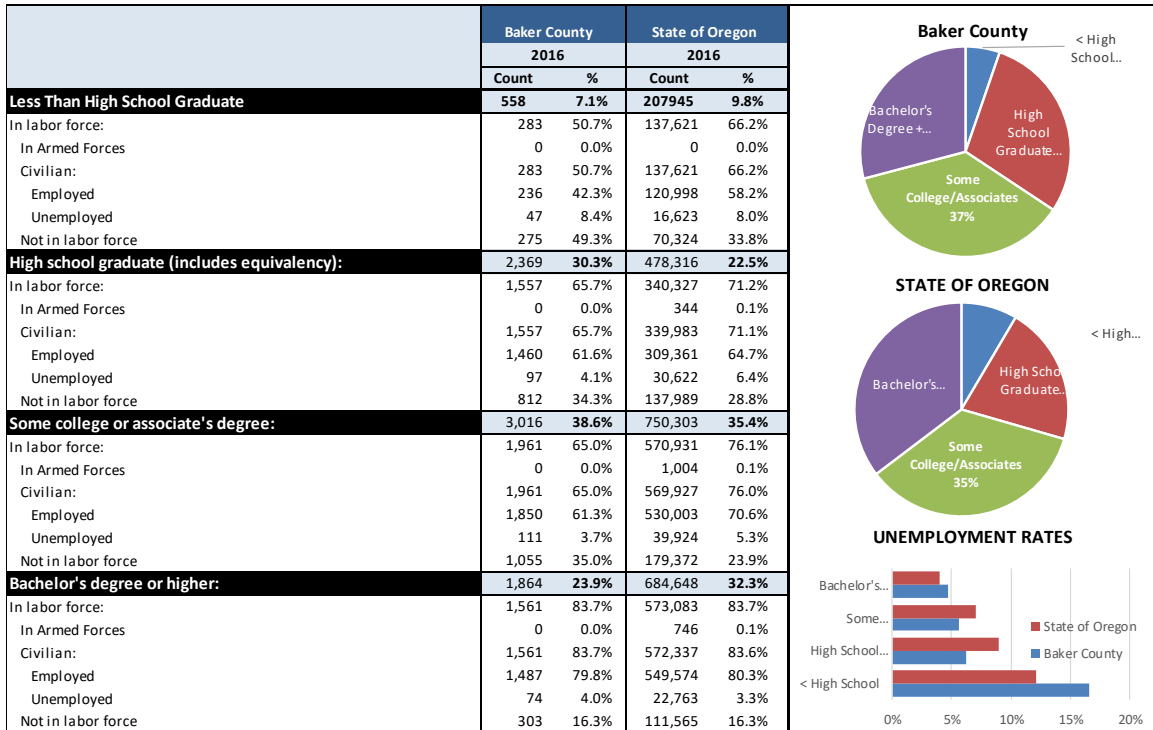 Baker County State of Oregon
2016 2016
Count % Count %
Less Than High School Graduate 558 7.1% 207945 9.8%
In labor force: 283 50.7% 137,621 66.2%
In Armed Forces 0 0.0% 0 0.0%
Civilian: 283 50.7% 137,621 66.2%
Employed 236 42.3% 120,998 58.2%
Unemployed 47 8.4% 16,623 8.0%
Not in labor force 275 49.3% 70,324 33.8%
High school graduate (includes equivalency): 2,369 30.3% 478,316 22.5%
In labor force: 1,557 65.7% 340,327 71.2%
In Armed Forces 0 0.0% 344 0.1%
Civilian: 1,557 65.7% 339,983 71.1%
Employed 1,460 61.6% 309,361 64.7%
Unemployed 97 4.1% 30,622 6.4%
Not in labor force 812 34.3% 137,989 28.8%
Some college or associate's degree: 3,016 38.6% 750,303 35.4%
In labor force: 1,961 65.0% 570,931 76.1%
In Armed Forces 0 0.0% 1,004 0.1%
Civilian: 1,961 65.0% 569,927 76.0%
Employed 1,850 61.3% 530,003 70.6%
Unemployed 111 3.7% 39,924 5.3%
Not in labor force 1,055 35.0% 179,372 23.9%
Bachelor's degree or higher: 1,864 23.9% 684,648 32.3%
In labor force: 1,561 83.7% 573,083 83.7%
In Armed Forces 0 0.0% 746 0.1%
Civilian: 1,561 83.7% 572,337 83.6%
Employed 1,487 79.8% 549,574 80.3%
Unemployed 74 4.0% 22,763 3.3%
Not in labor force 303 16.3% 111,565 16.3%
Baker County
< High
School...
Bachelor's
Degree +...
High
School
Graduate...
Some
College/Associates
37%
STATE OF OREGON
< High...
Bachelor's...
High Scho
Graduate...
Some
College/Associates
35%
UNEMPLOYMENT RATES
Bachelor's...
Some...
High School...
< High School
State of Oregon
Baker County
0% 5% 10% 15% 20%